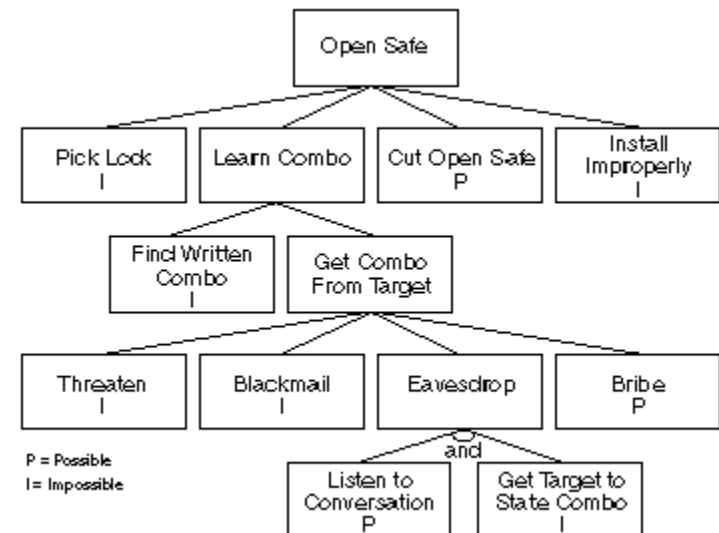 Open Safe
Pick Lock
I
Learn Combo
Cut Open Safe
P
Install
Improperly
I
Find Written
Combo
I
Get Combo
From Target
Threaten
I
Blackmail
I
Eavesdrop
Bribe
P
and
P = Possible
I = Impossible
Listen to
Conversation
P
Get Target to
State Combo
I